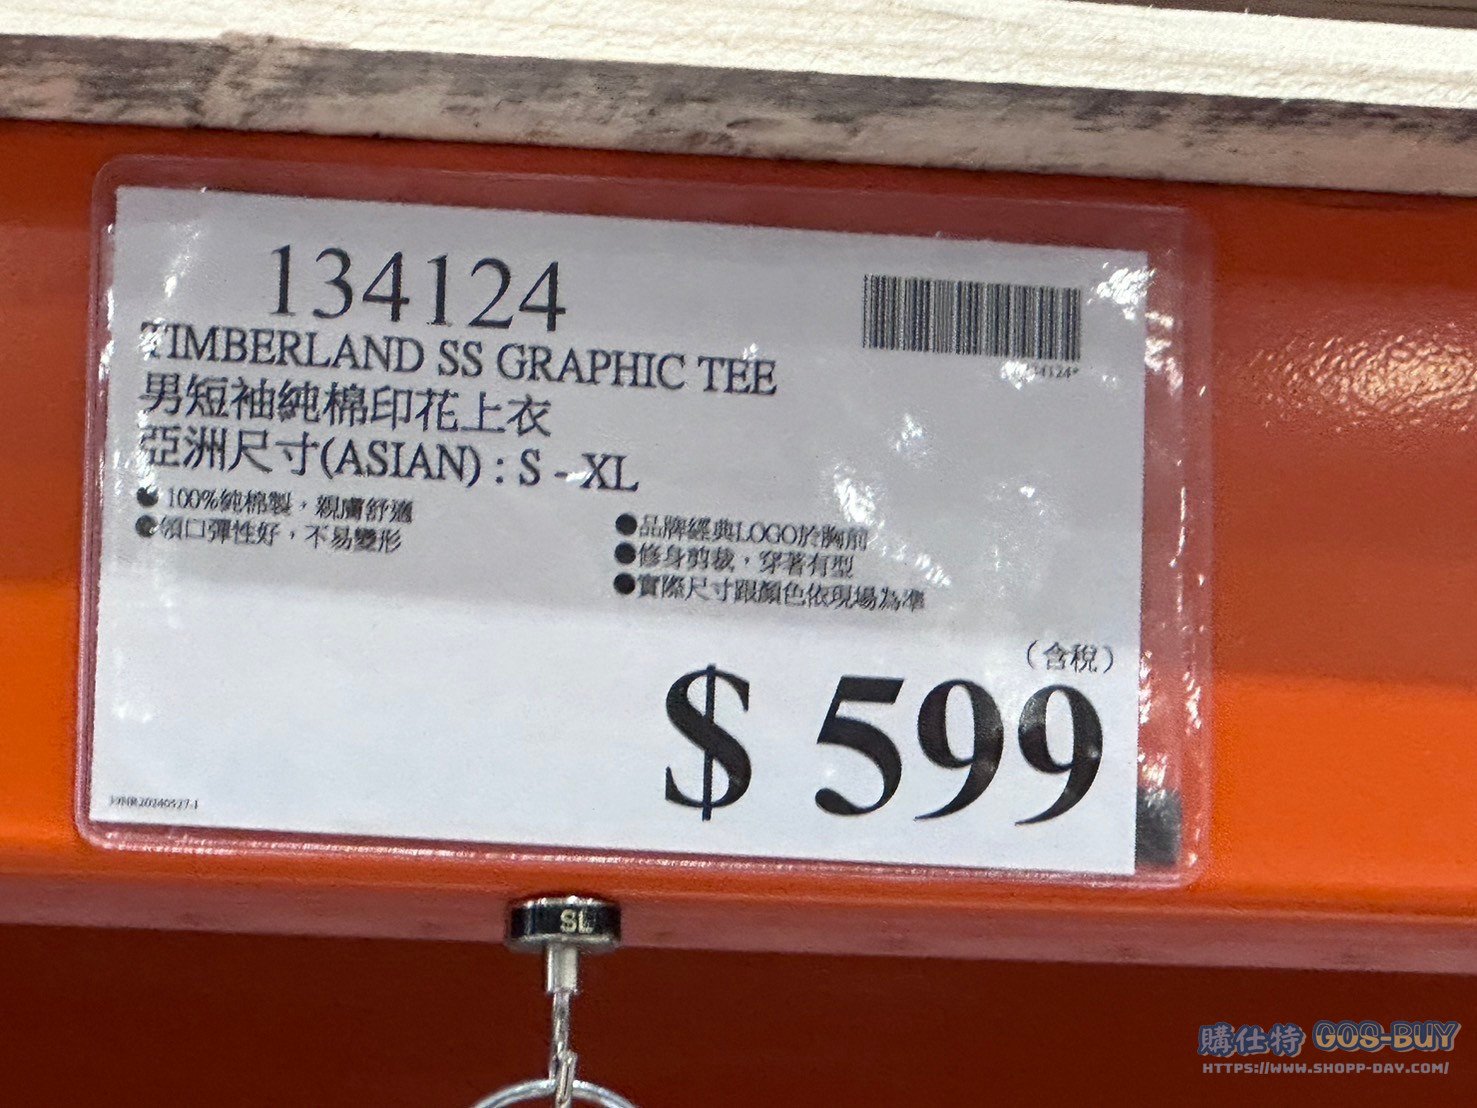 134124
TIMBERLAND SS GRAPHIC TEE
男短袖純棉印花上衣
亞洲尺寸(ASIAN) : S - XL
● 100%純棉製，親膚舒適
●領口彈性好，不易變形
●品牌經典LOGO於胸前
●修身剪裁，穿著有型
●實際尺寸跟顏色依現場為準
(含稅)
$ 599
SL
購仕特 GOS-BUY
HTTPS://WWW.SHOPP-DAY.COM/